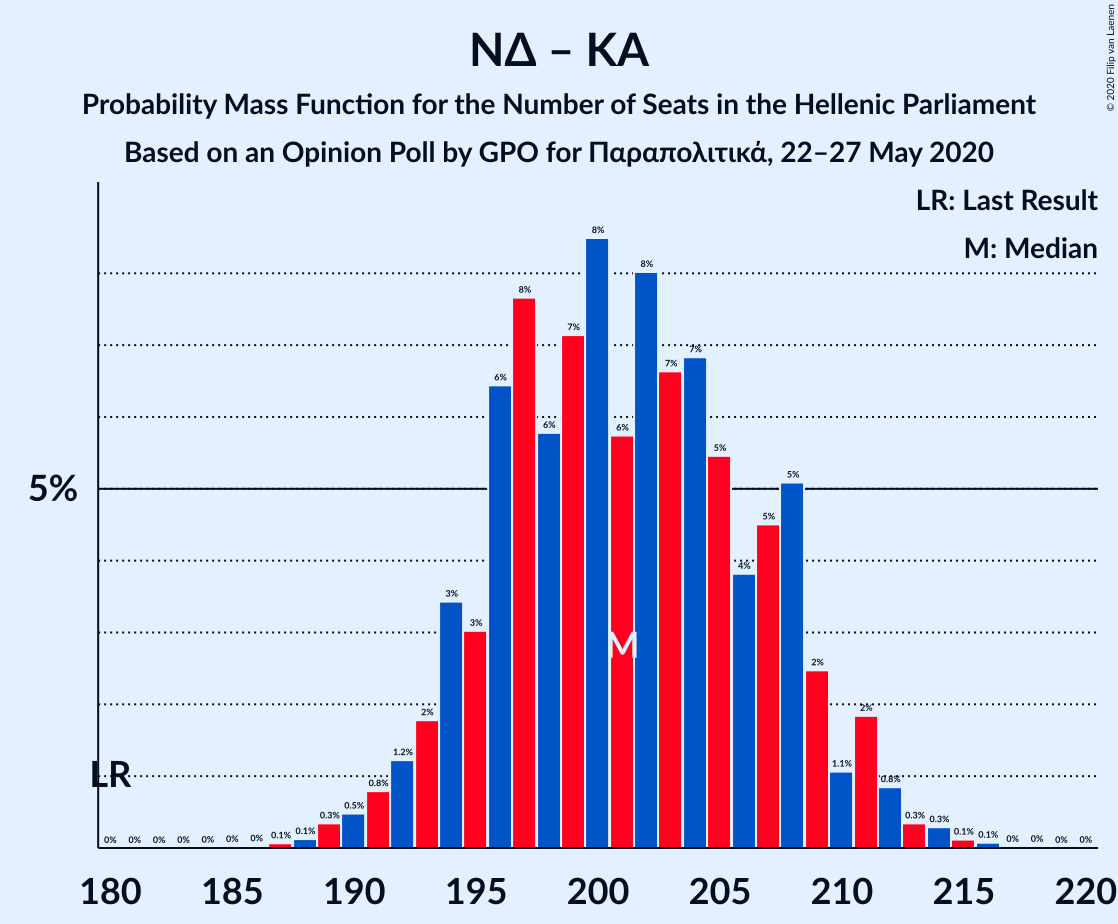 ΝΔ – ΚΑ
Probability Mass Function for the Number of Seats in the Hellenic Parliament
Based on an Opinion Poll by GPO for Παραπολιτικά, 22–27 May 2020
© 2020 Filip van Laenen
LR: Last Result
M: Median
5%
LR
M
0% 0% 0% 0% 0% 0% 0% 0.1% 0.1% 0.3% 0.5% 0.8% 1.2% 2% 3% 3% 6% 8% 6% 7% 8% 6% 8% 7% 7% 5% 4% 5% 5% 2% 1.1% 2% 0.8% 0.3% 0.3% 0.1% 0.1% 0% 0% 0% 0%
180 185 190 195 200 205 210 215 220